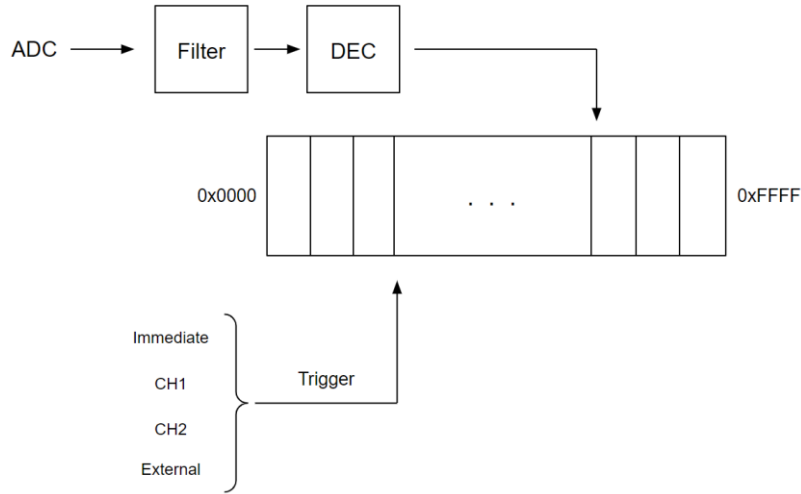 ADC
Filter
DEC
0x0000
. . .
0xFFFF
Immediate
CH1
Trigger
CH2
External